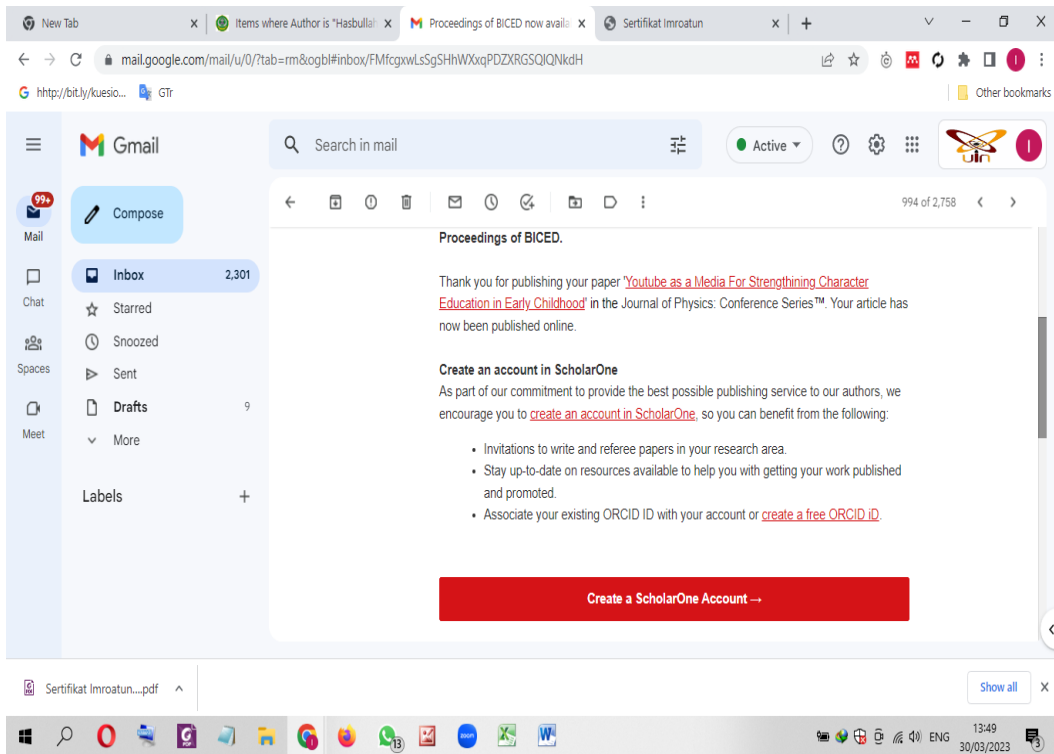 New Tab
Items where Author is "Hasbullah
Proceedings of BICED now availa
Sertifikat Imroatun
mail.google.com/mail/u/0/?tab=rm&ogbl#inbox/FMfcgxwLsSgSHhWXxqPDZXRGSQlQNkdH
hhtp://bit.ly/kuesio...
GTr
Other bookmarks
Gmail
Search in mail
Active
uin
I
99+
Mail
Compose
994 of 2,758
Chat
Spaces
Meet
Inbox 2,301
Starred
Snoozed
Sent
Drafts 9
More
Labels
Proceedings of BICED.
Thank you for publishing your paper 'Youtube as a Media For Strengthining Character
Education in Early Childhood' in the Journal of Physics: Conference Series™. Your article has
now been published online.
Create an account in ScholarOne
As part of our commitment to provide the best possible publishing service to our authors, we
encourage you to create an account in ScholarOne, so you can benefit from the following:
• Invitations to write and referee papers in your research area.
• Stay up-to-date on resources available to help you with getting your work published
and promoted.
• Associate your existing ORCID ID with your account or create a free ORCID iD.
Create a ScholarOne Account →
Sertifikat Imroatun....pdf
Show all
13
zoom
ENG
13:49
30/03/2023
3